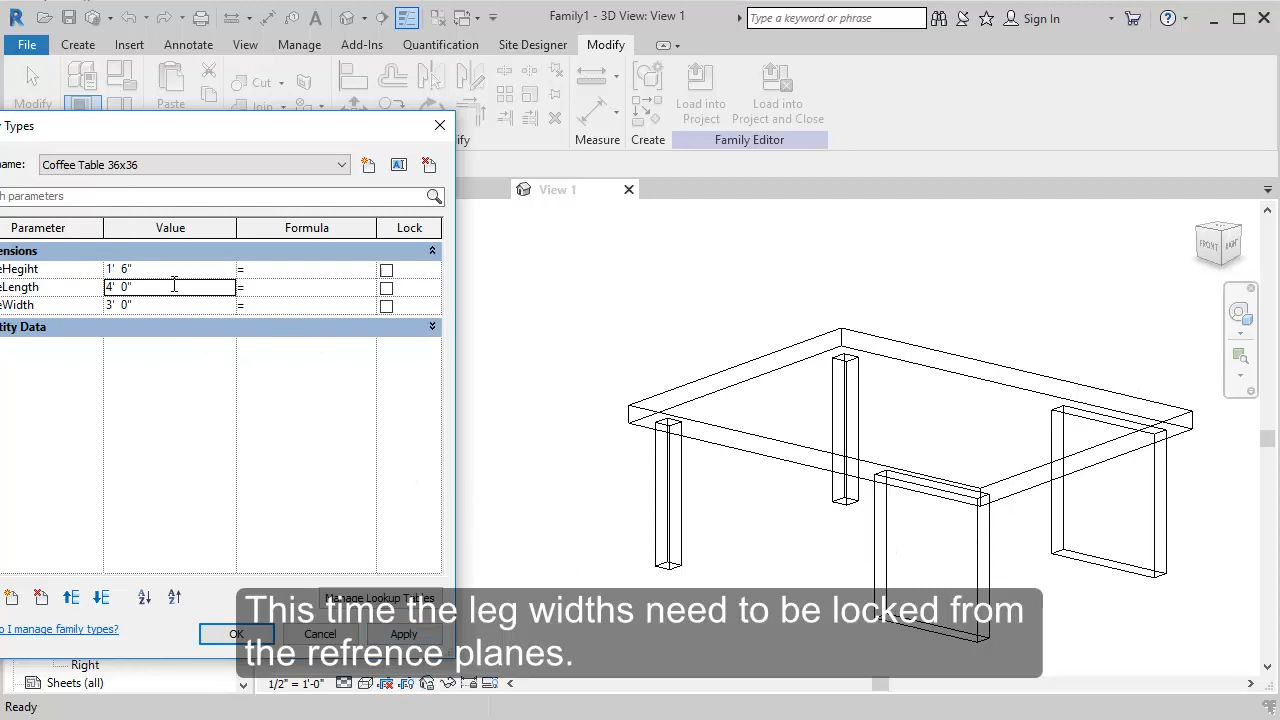 Family1 - 3D View: View 1
Type a keyword or phrase
Sign In
File
Create
Insert
Annotate
View
Manage
Add-Ins
Quantification
Site Designer
Modify
Modify
Paste
Cut
Join
Measure
Create
Load into
Project
Load into
Project and Close
Family Editor
Types
Coffee Table 36x36
parameters
Parameter
Value
Formula
Lock
ensions
eHegiht
1' 6"
=
eLength
4' 0"
=
eWidth
3' 0"
=
tity Data
Manage Lookup Tables
o I manage family types?
OK
Cancel
Apply
View 1
FRONT
RIGHT
This time the leg widths need to be locked from
the refrence planes.
Right
Sheets (all)
1/2" = 1'-0"
Ready